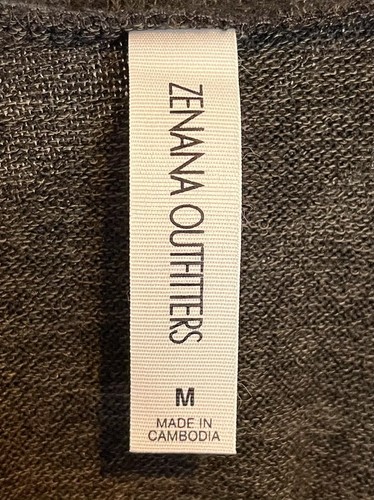 ZENANA OUTFITTERS
M
MADE IN
CAMBODIA